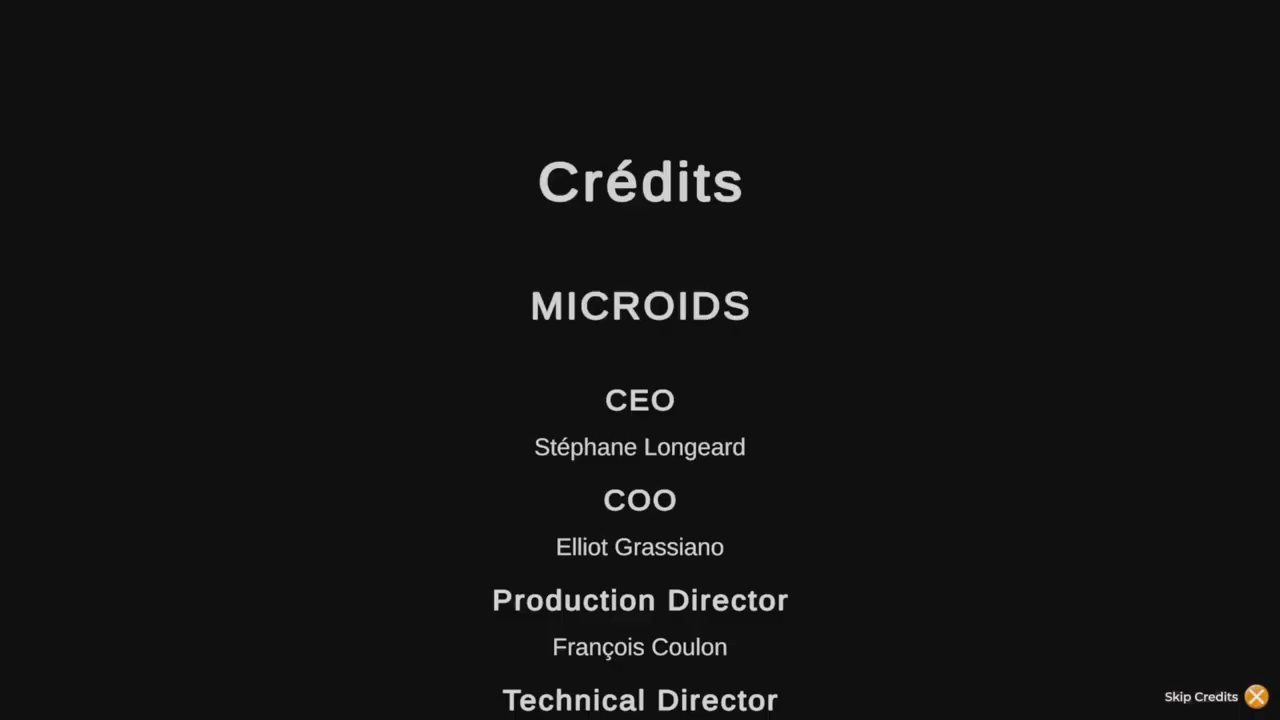 Crédits
MICROIDS
CEO
Stéphane Longeard
COO
Elliot Grassiano
Production Director
François Coulon
Technical Director
Skip Credits